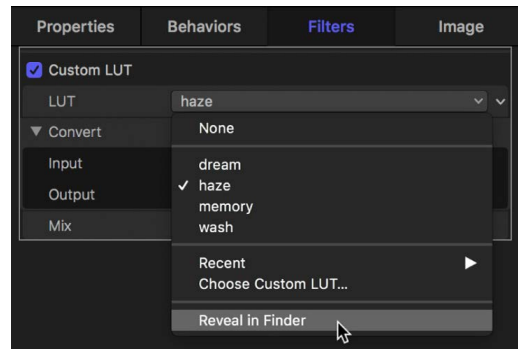 Properties Behaviors Filters Image
Custom LUT
LUT haze
Convert
Input
Output
Mix
None
dream
haze
memory
wash
Recent
Choose Custom LUT...
Reveal in Finder